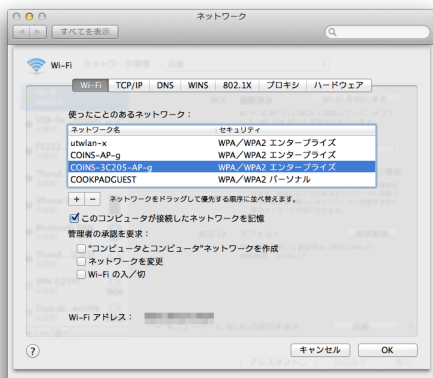 ネットワーク
すべてを表示
Wi-Fi
Wi-Fi TCP/IP DNS WINS 802.1X プロキシ ハードウェア
使ったことのあるネットワーク：
ネットワーク名 セキュリティ
utwlan-x WPA／WPA2 エンタープライズ
COINS-AP-g WPA／WPA2 エンタープライズ
COINS-3C205-AP-g WPA／WPA2 エンタープライズ
COOKPADGUEST WPA／WPA2 パーソナル
+ − ネットワークをドラッグして優先する順序に並べ替えます。
このコンピュータが接続したネットワークを記憶
管理者の承認を要求：
"コンピュータとコンピュータ"ネットワークを作成
ネットワークを変更
Wi-Fi の入／切
Wi-Fi アドレス：
? キャンセル OK